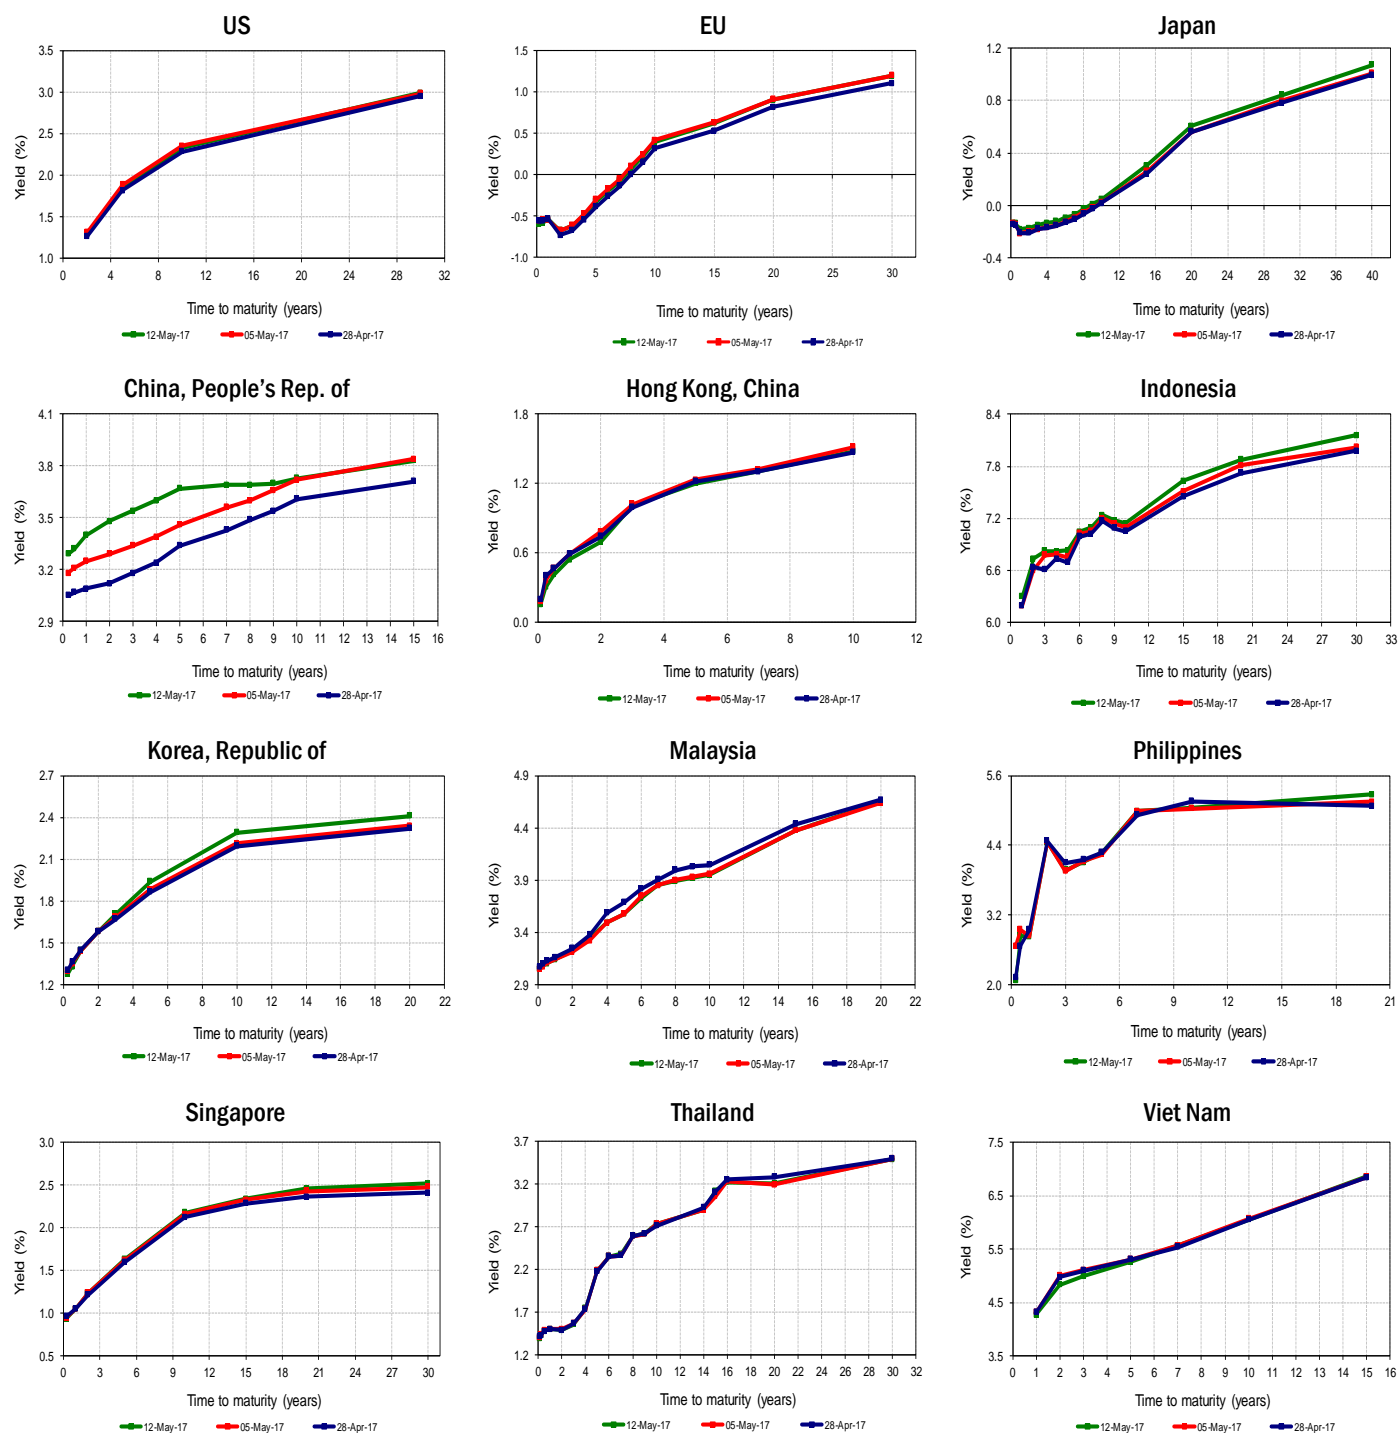 US
EU
Japan
3.5
3.0
2.5
2.0
1.5
1.0
Yield (%)
0 4 8 12 16 20 24 28 32
Time to maturity (years)
12-May-17 05-May-17 28-Apr-17
1.5
1.0
0.5
0.0
-0.5
-1.0
Yield (%)
0 5 10 15 20 25 30
Time to maturity (years)
12-May-17 05-May-17 28-Apr-17
1.2
0.8
0.4
0.0
-0.4
Yield (%)
0 4 8 12 16 20 24 28 32 36 40
Time to maturity (years)
12-May-17 05-May-17 28-Apr-17
China, People's Rep. of
Hong Kong, China
Indonesia
4.1
3.8
3.5
3.2
2.9
Yield (%)
0 1 2 3 4 5 6 7 8 9 10 11 12 13 14 15 16
Time to maturity (years)
12-May-17 05-May-17 28-Apr-17
1.8
1.2
0.6
0.0
Yield (%)
0 2 4 6 8 10 12
Time to maturity (years)
12-May-17 05-May-17 28-Apr-17
8.4
7.8
7.2
6.6
6.0
Yield (%)
0 3 6 9 12 15 18 21 24 27 30 33
Time to maturity (years)
12-May-17 05-May-17 28-Apr-17
Korea, Republic of
Malaysia
Philippines
2.7
2.4
2.1
1.8
1.5
1.2
Yield (%)
0 2 4 6 8 10 12 14 16 18 20 22
Time to maturity (years)
12-May-17 05-May-17 28-Apr-17
4.9
4.4
3.9
3.4
2.9
Yield (%)
0 2 4 6 8 10 12 14 16 18 20 22
Time to maturity (years)
12-May-17 05-May-17 28-Apr-17
5.6
4.4
3.2
2.0
Yield (%)
0 3 6 9 12 15 18 21
Time to maturity (years)
12-May-17 05-May-17 28-Apr-17
Singapore
Thailand
Viet Nam
3.0
2.5
2.0
1.5
1.0
0.5
Yield (%)
0 3 6 9 12 15 18 21 24 27 30
Time to maturity (years)
12-May-17 05-May-17 28-Apr-17
3.7
3.2
2.7
2.2
1.7
1.2
Yield (%)
0 2 4 6 8 10 12 14 16 18 20 22 24 26 28 30 32
Time to maturity (years)
12-May-17 05-May-17 28-Apr-17
7.5
6.5
5.5
4.5
3.5
Yield (%)
0 1 2 3 4 5 6 7 8 9 10 11 12 13 14 15 16
Time to maturity (years)
12-May-17 05-May-17 28-Apr-17